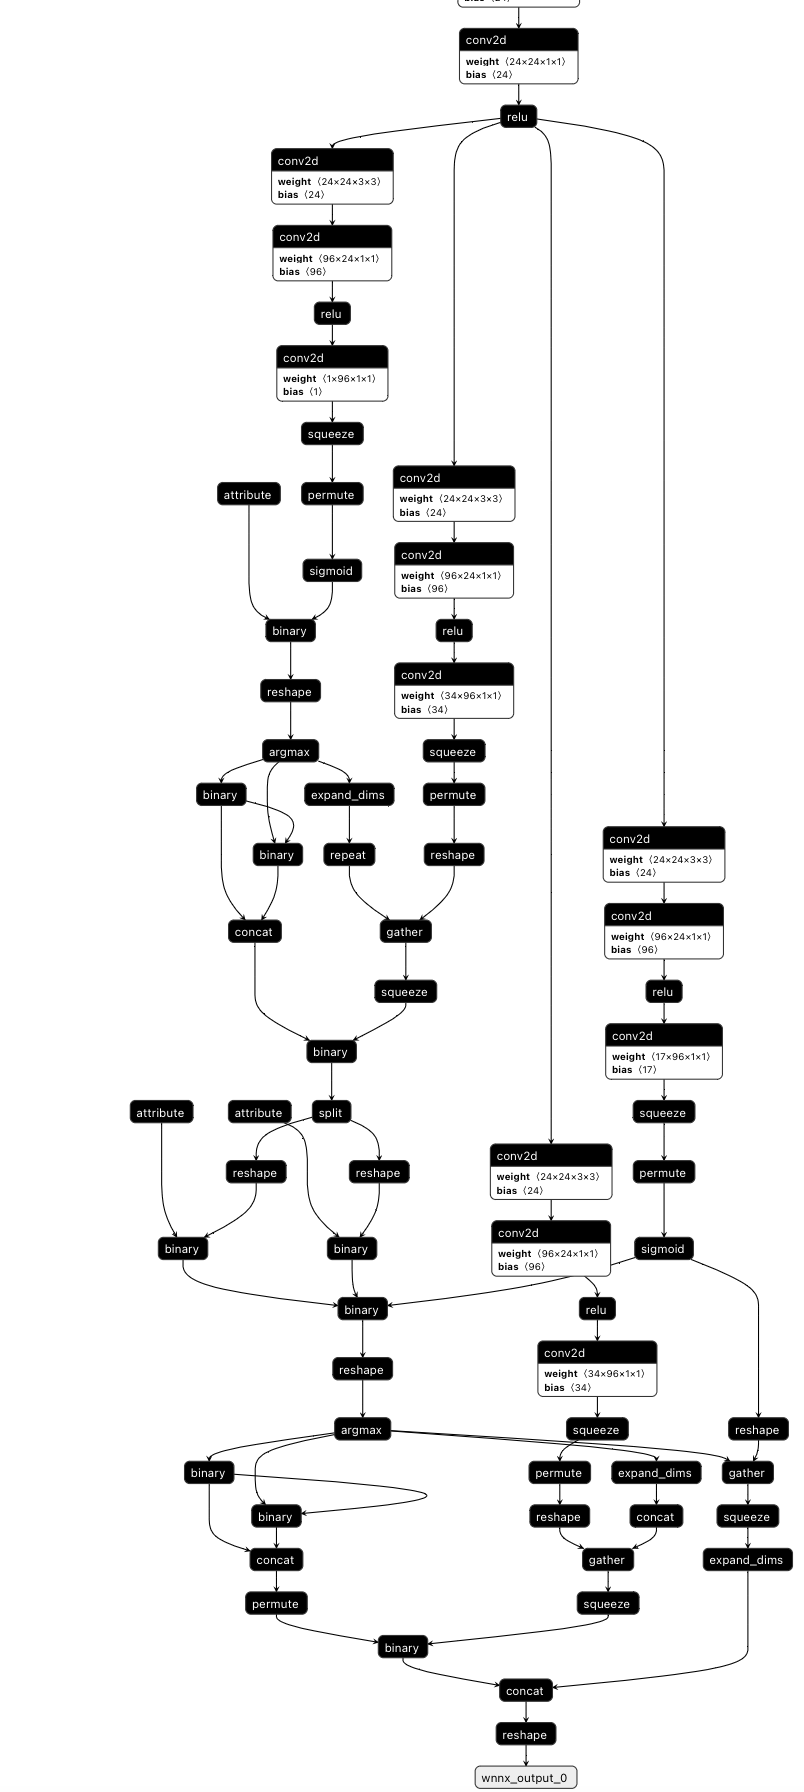 conv2d
weight ⟨24×24×1×1⟩
bias ⟨24⟩
relu
conv2d
weight ⟨24×24×3×3⟩
bias ⟨24⟩
conv2d
weight ⟨96×24×1×1⟩
bias ⟨96⟩
relu
conv2d
weight ⟨1×96×1×1⟩
bias ⟨1⟩
squeeze
attribute
permute
sigmoid
binary
reshape
argmax
binary
expand_dims
binary
repeat
concat
conv2d
weight ⟨24×24×3×3⟩
bias ⟨24⟩
conv2d
weight ⟨96×24×1×1⟩
bias ⟨96⟩
relu
conv2d
weight ⟨34×96×1×1⟩
bias ⟨34⟩
squeeze
permute
reshape
gather
squeeze
binary
attribute
attribute
split
reshape
reshape
binary
binary
conv2d
weight ⟨24×24×3×3⟩
bias ⟨24⟩
conv2d
weight ⟨17×96×1×1⟩
bias ⟨17⟩
squeeze
permute
sigmoid
conv2d
weight ⟨96×24×1×1⟩
bias ⟨96⟩
relu
conv2d
weight ⟨24×24×3×3⟩
bias ⟨24⟩
conv2d
weight ⟨96×24×1×1⟩
bias ⟨96⟩
binary
relu
reshape
conv2d
weight ⟨34×96×1×1⟩
bias ⟨34⟩
argmax
squeeze
reshape
binary
permute
expand_dims
gather
binary
reshape
concat
squeeze
concat
gather
expand_dims
permute
squeeze
binary
concat
reshape
wnnx_output_0